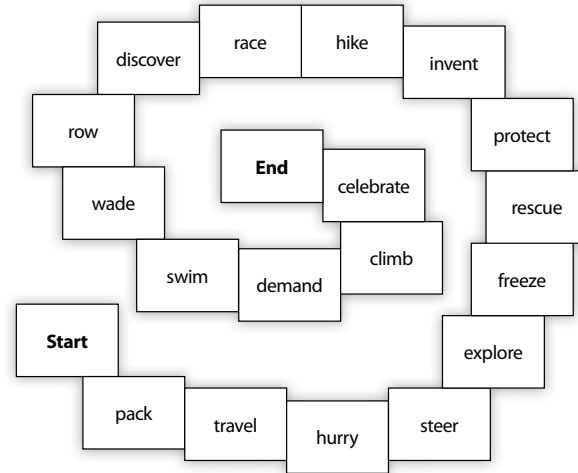 Start
pack
travel
hurry
steer
explore
freeze
rescue
protect
invent
hike
race
discover
row
wade
swim
demand
climb
celebrate
End